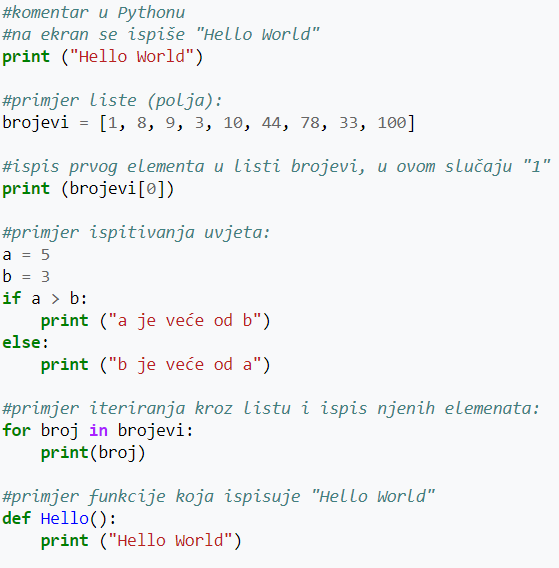 #komentar u Pythonu
#na ekran se ispiše "Hello World"
print ("Hello World")
#primjer liste (polja):
brojevi = [1, 8, 9, 3, 10, 44, 78, 33, 100]
#ispis prvog elementa u listi brojevi, u ovom slučaju "1"
print (brojevi[0])
#primjer ispitivanja uvjeta:
a = 5
b = 3
if a > b:
    print ("a je veće od b")
else:
    print ("b je veće od a")
#primjer iteriranja kroz listu i ispis njenih elemenata:
for broj in brojevi:
    print(broj)
#primjer funkcije koja ispisuje "Hello World"
def Hello():
    print ("Hello World")